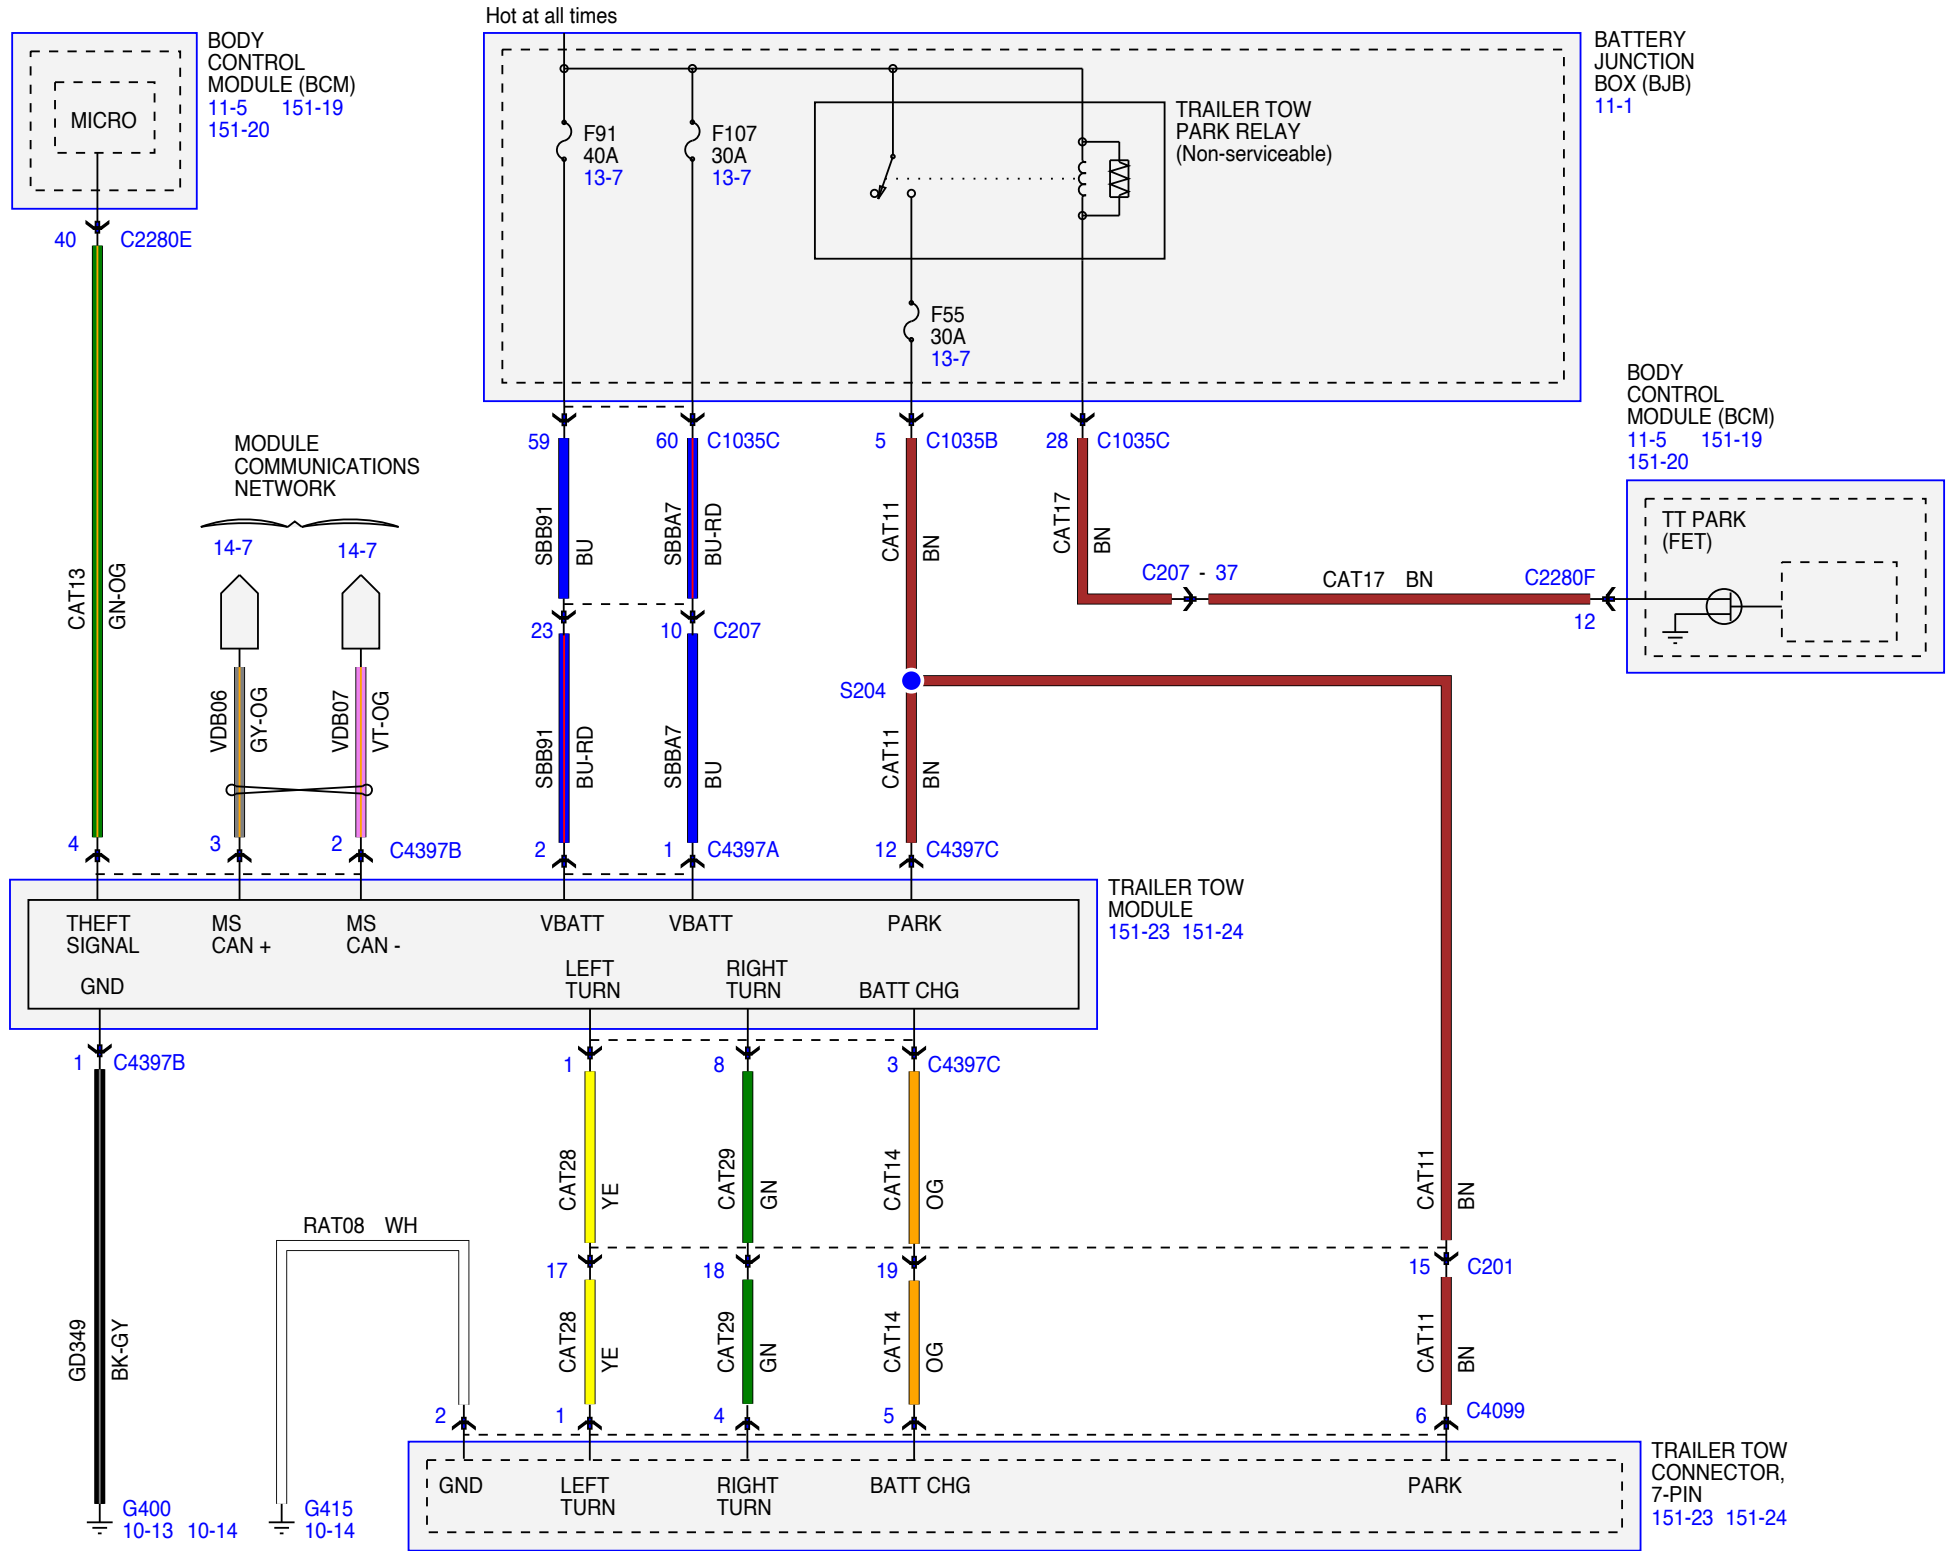 Hot at all times
BODY
CONTROL
MODULE (BCM)
11-5 151-19
151-20
MICRO
40 C2280E
BATTERY
JUNCTION
BOX (BJB)
11-1
F91
40A
13-7
F107
30A
13-7
TRAILER TOW
PARK RELAY
(Non-serviceable)
F55
30A
13-7
BODY
CONTROL
MODULE (BCM)
11-5 151-19
151-20
TT PARK
(FET)
59
60 C1035C
5 C1035B
28 C1035C
MODULE
COMMUNICATIONS
NETWORK
14-7
14-7
CAT13
GN-OG
SBB91
BU
SBBA7
BU-RD
CAT11
BN
CAT17
BN
C207 - 37
CAT17 BN
C2280F
12
23
10 C207
S204
VDB06
GY-OG
VDB07
VT-OG
SBB91
BU-RD
SBBA7
BU
CAT11
BN
4
3
2 C4397B
2
1 C4397A
12 C4397C
TRAILER TOW
MODULE
151-23 151-24
THEFT
SIGNAL
MS
CAN +
MS
CAN -
VBATT
VBATT
PARK
GND
LEFT
TURN
RIGHT
TURN
BATT CHG
1 C4397B
1
8
3 C4397C
CAT28
YE
CAT29
GN
CAT14
OG
CAT11
BN
RAT08 WH
17
18
19
15 C201
GD349
BK-GY
CAT28
YE
CAT29
GN
CAT14
OG
CAT11
BN
2
1
4
5
6 C4099
G400
10-13 10-14
G415
10-14
GND
LEFT
TURN
RIGHT
TURN
BATT CHG
PARK
TRAILER TOW
CONNECTOR,
7-PIN
151-23 151-24